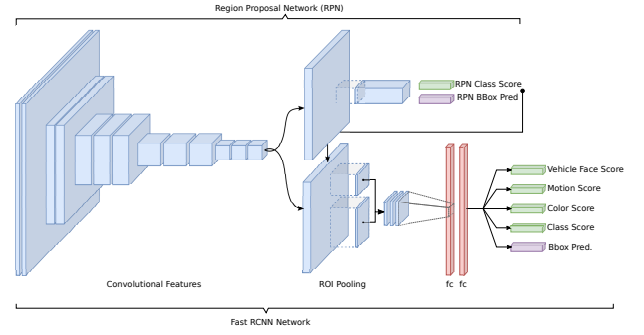 Region Proposal Network (RPN)
RPN Class Score
RPN BBox Pred
Vehicle Face Score
Motion Score
Color Score
Class Score
Bbox Pred.
Convolutional Features
ROI Pooling
fc fc
Fast RCNN Network